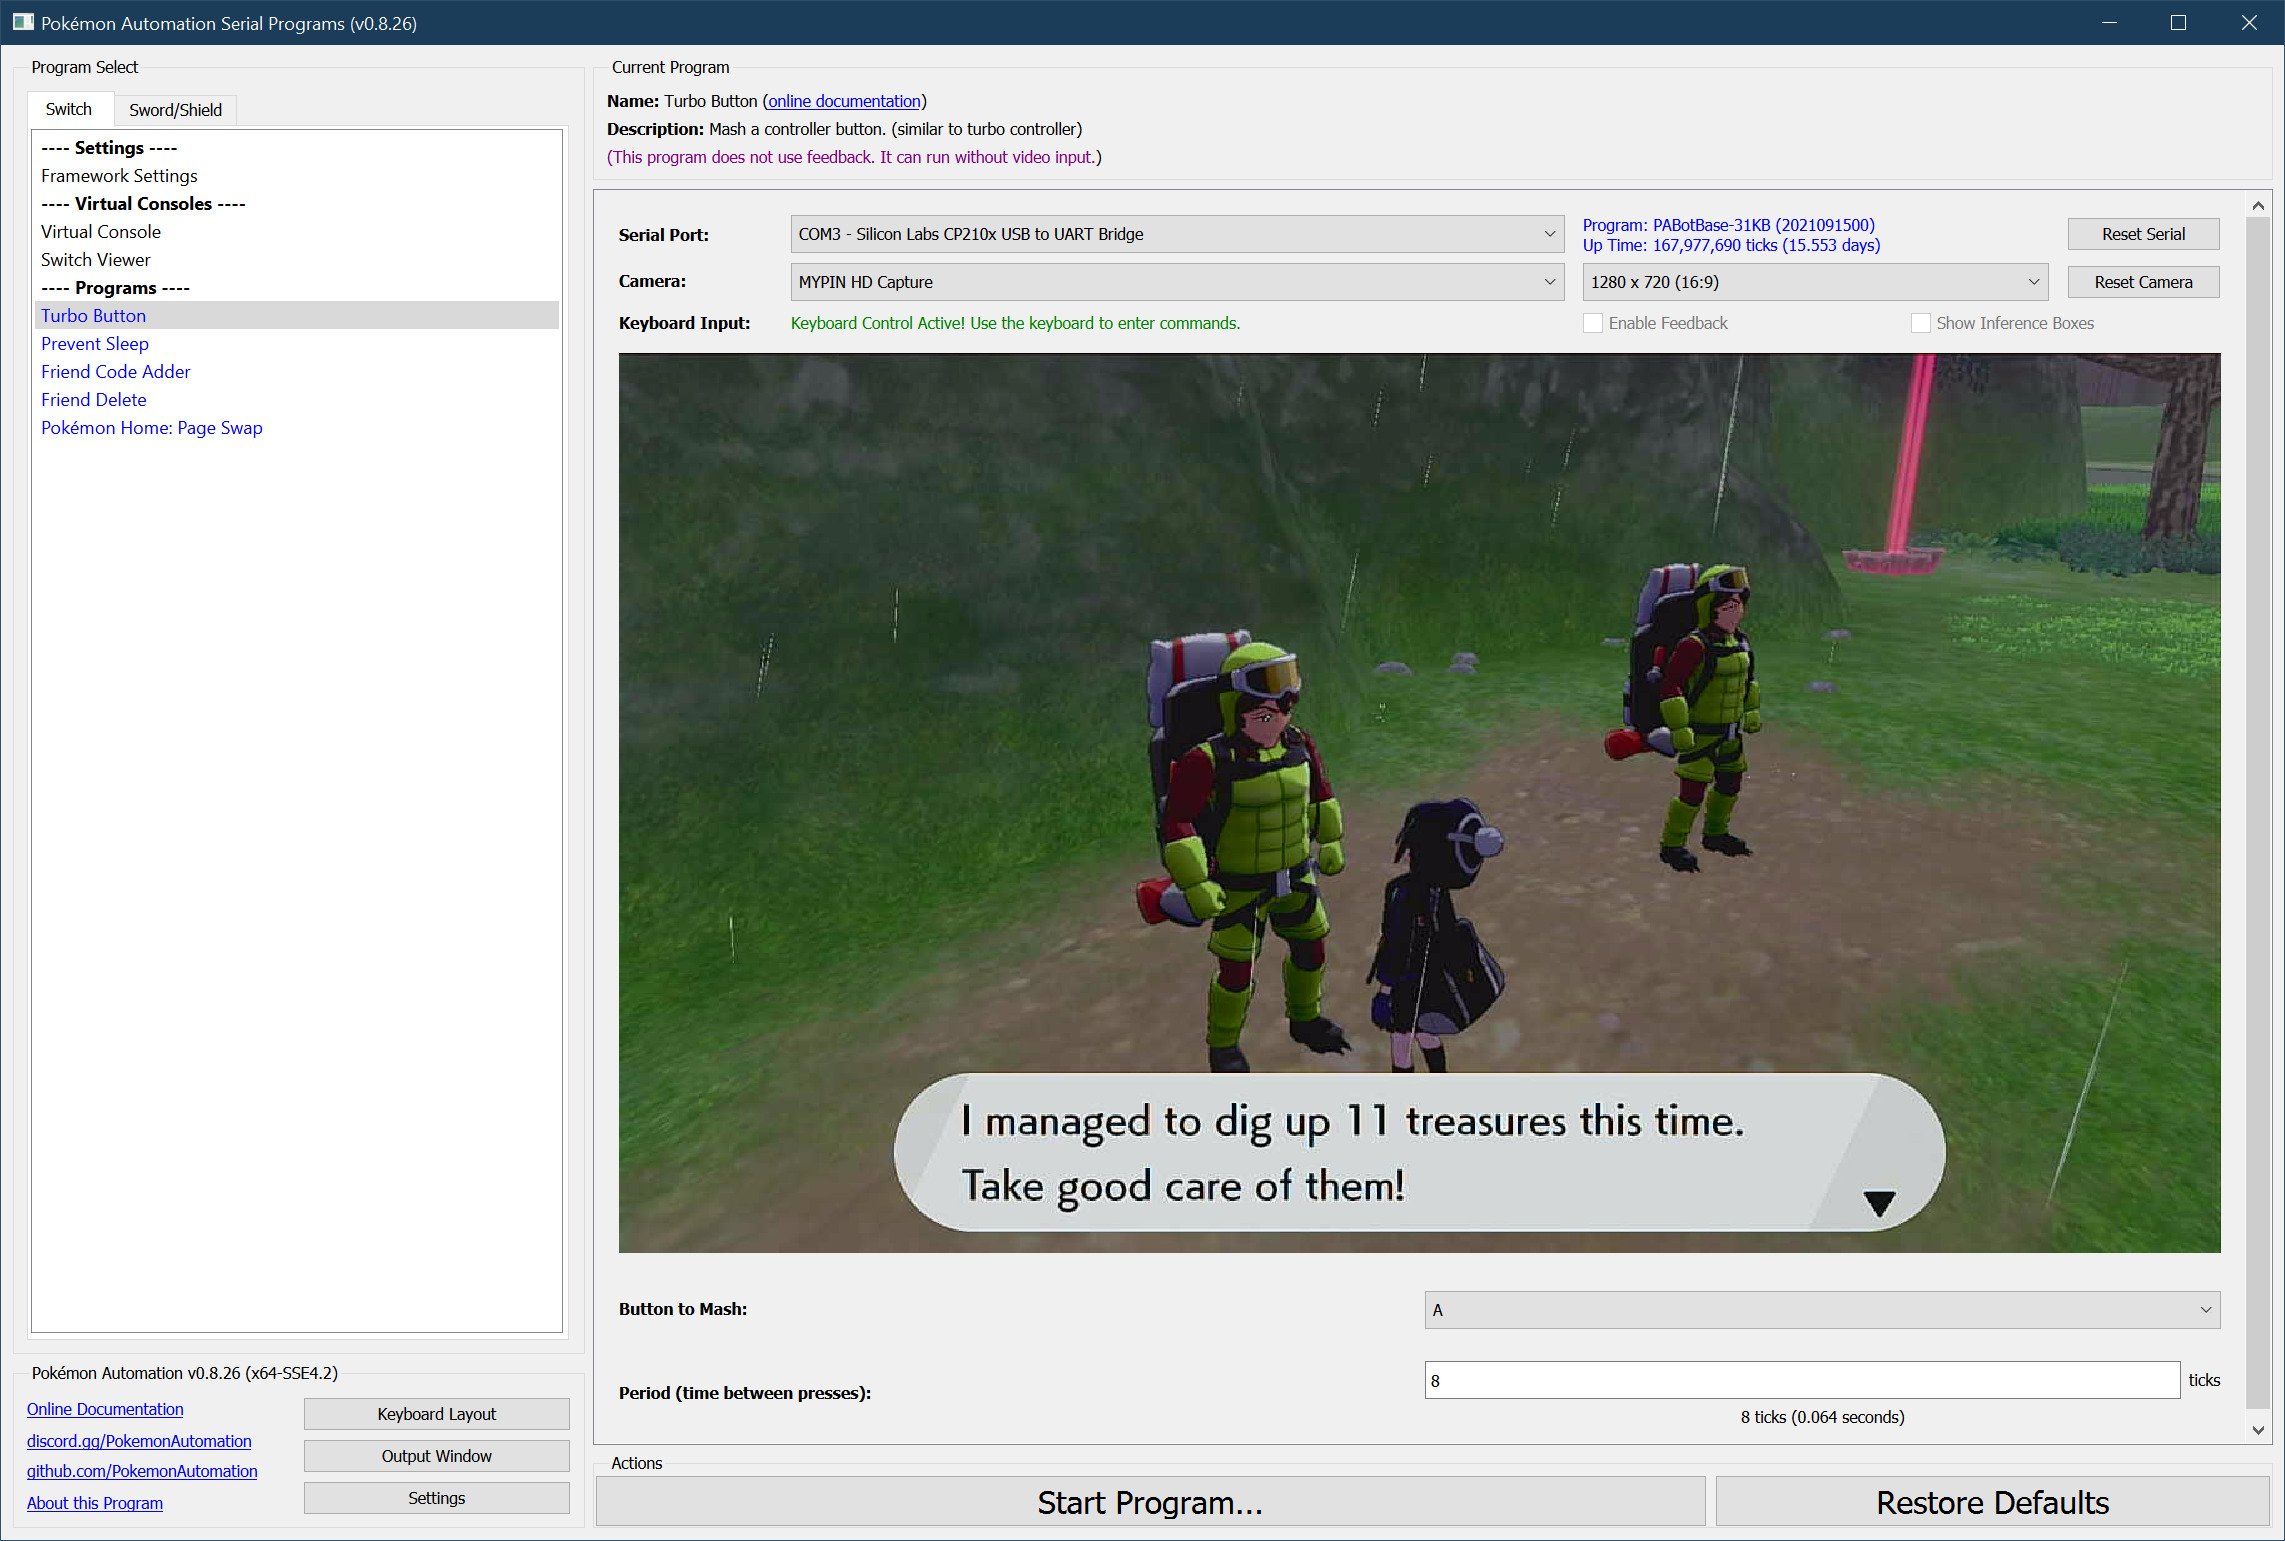 Pokémon Automation Serial Programs (v0.8.26)
Program Select
Switch
Sword/Shield
---- Settings ----
Framework Settings
---- Virtual Consoles ----
Virtual Console
Switch Viewer
---- Programs ----
Turbo Button
Prevent Sleep
Friend Code Adder
Friend Delete
Pokémon Home: Page Swap
Pokémon Automation v0.8.26 (x64-SSE4.2)
Online Documentation
discord.gg/PokemonAutomation
github.com/PokemonAutomation
About this Program
Keyboard Layout
Output Window
Settings
Current Program
Name: Turbo Button (online documentation)
Description: Mash a controller button. (similar to turbo controller)
(This program does not use feedback. It can run without video input.)
Serial Port:
COM3 - Silicon Labs CP210x USB to UART Bridge
Program: PABotBase-31KB (2021091500)
Up Time: 167,977,690 ticks (15.553 days)
Reset Serial
Camera:
MYPIN HD Capture
1280 x 720 (16:9)
Reset Camera
Keyboard Input:
Keyboard Control Active! Use the keyboard to enter commands.
Enable Feedback
Show Inference Boxes
I managed to dig up 11 treasures this time.
Take good care of them!
Button to Mash:
A
Period (time between presses):
8
ticks
8 ticks (0.064 seconds)
Actions
Start Program...
Restore Defaults